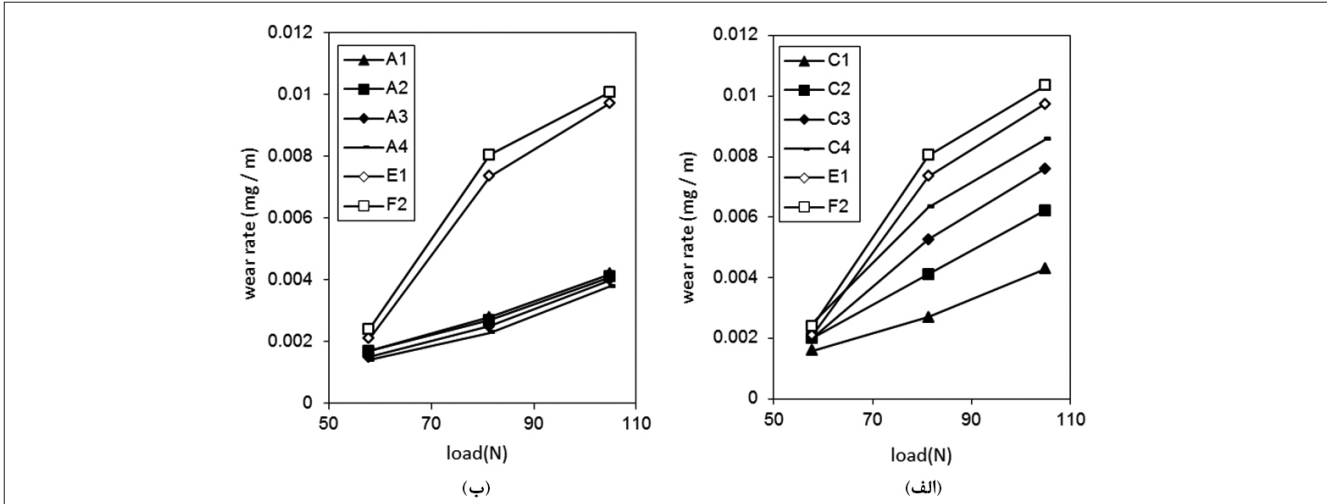 0.012
0.01
0.008
0.006
0.004
0.002
0
wear rate (mg / m)
A1
A2
A3
A4
E1
F2
50
70
90
110
load(N)
(ب)
0.012
0.01
0.008
0.006
0.004
0.002
0
wear rate (mg / m)
C1
C2
C3
C4
E1
F2
50
70
90
110
load(N)
(الف)